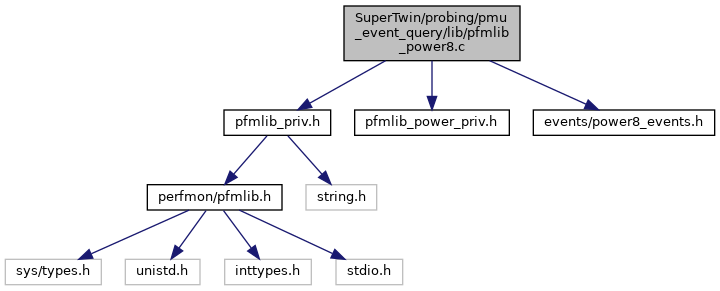 SuperTwin/probing/pmu
_event_query/lib/pfmlib
_power8.c
pfmlib_priv.h
pfmlib_power_priv.h
events/power8_events.h
perfmon/pfmlib.h
string.h
sys/types.h
unistd.h
inttypes.h
stdio.h